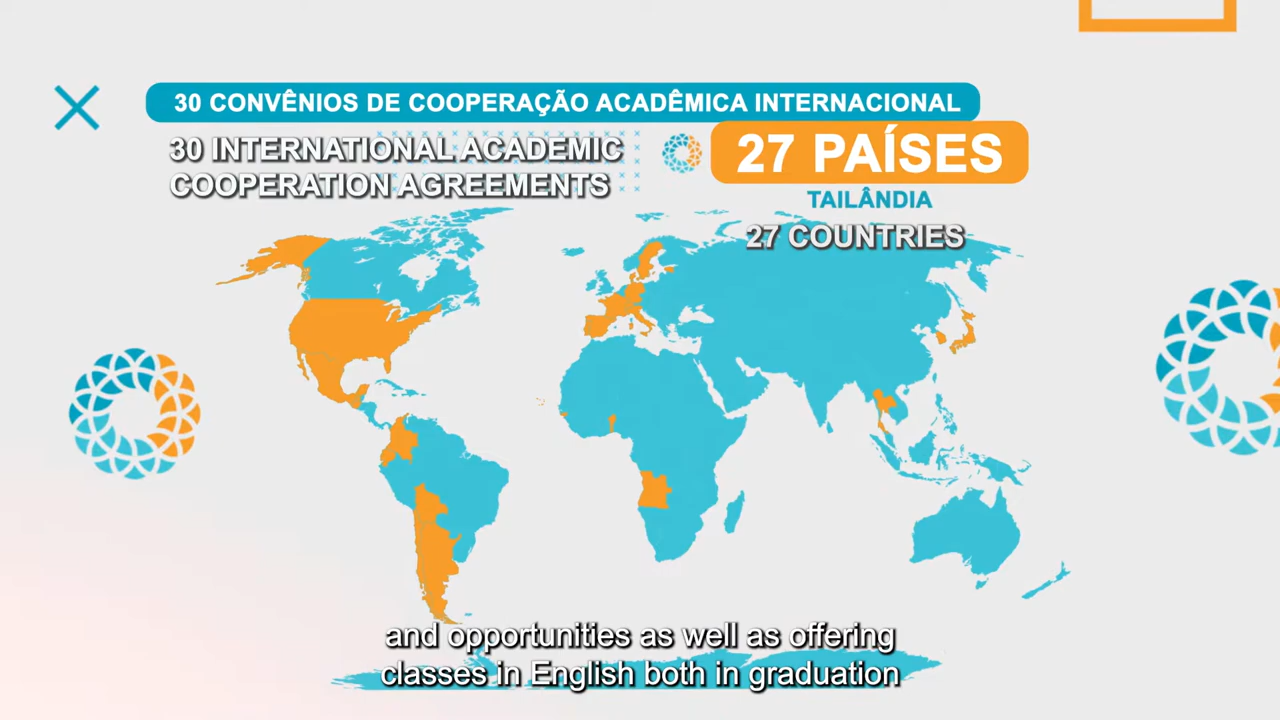 30 CONVÊNIOS DE COOPERAÇÃO ACADÊMICA INTERNACIONAL
30 INTERNATIONAL ACADEMIC
COOPERATION AGREEMENTS
27 PAÍSES
TAILÂNDIA
27 COUNTRIES
and opportunities as well as offering
classes in English both in graduation